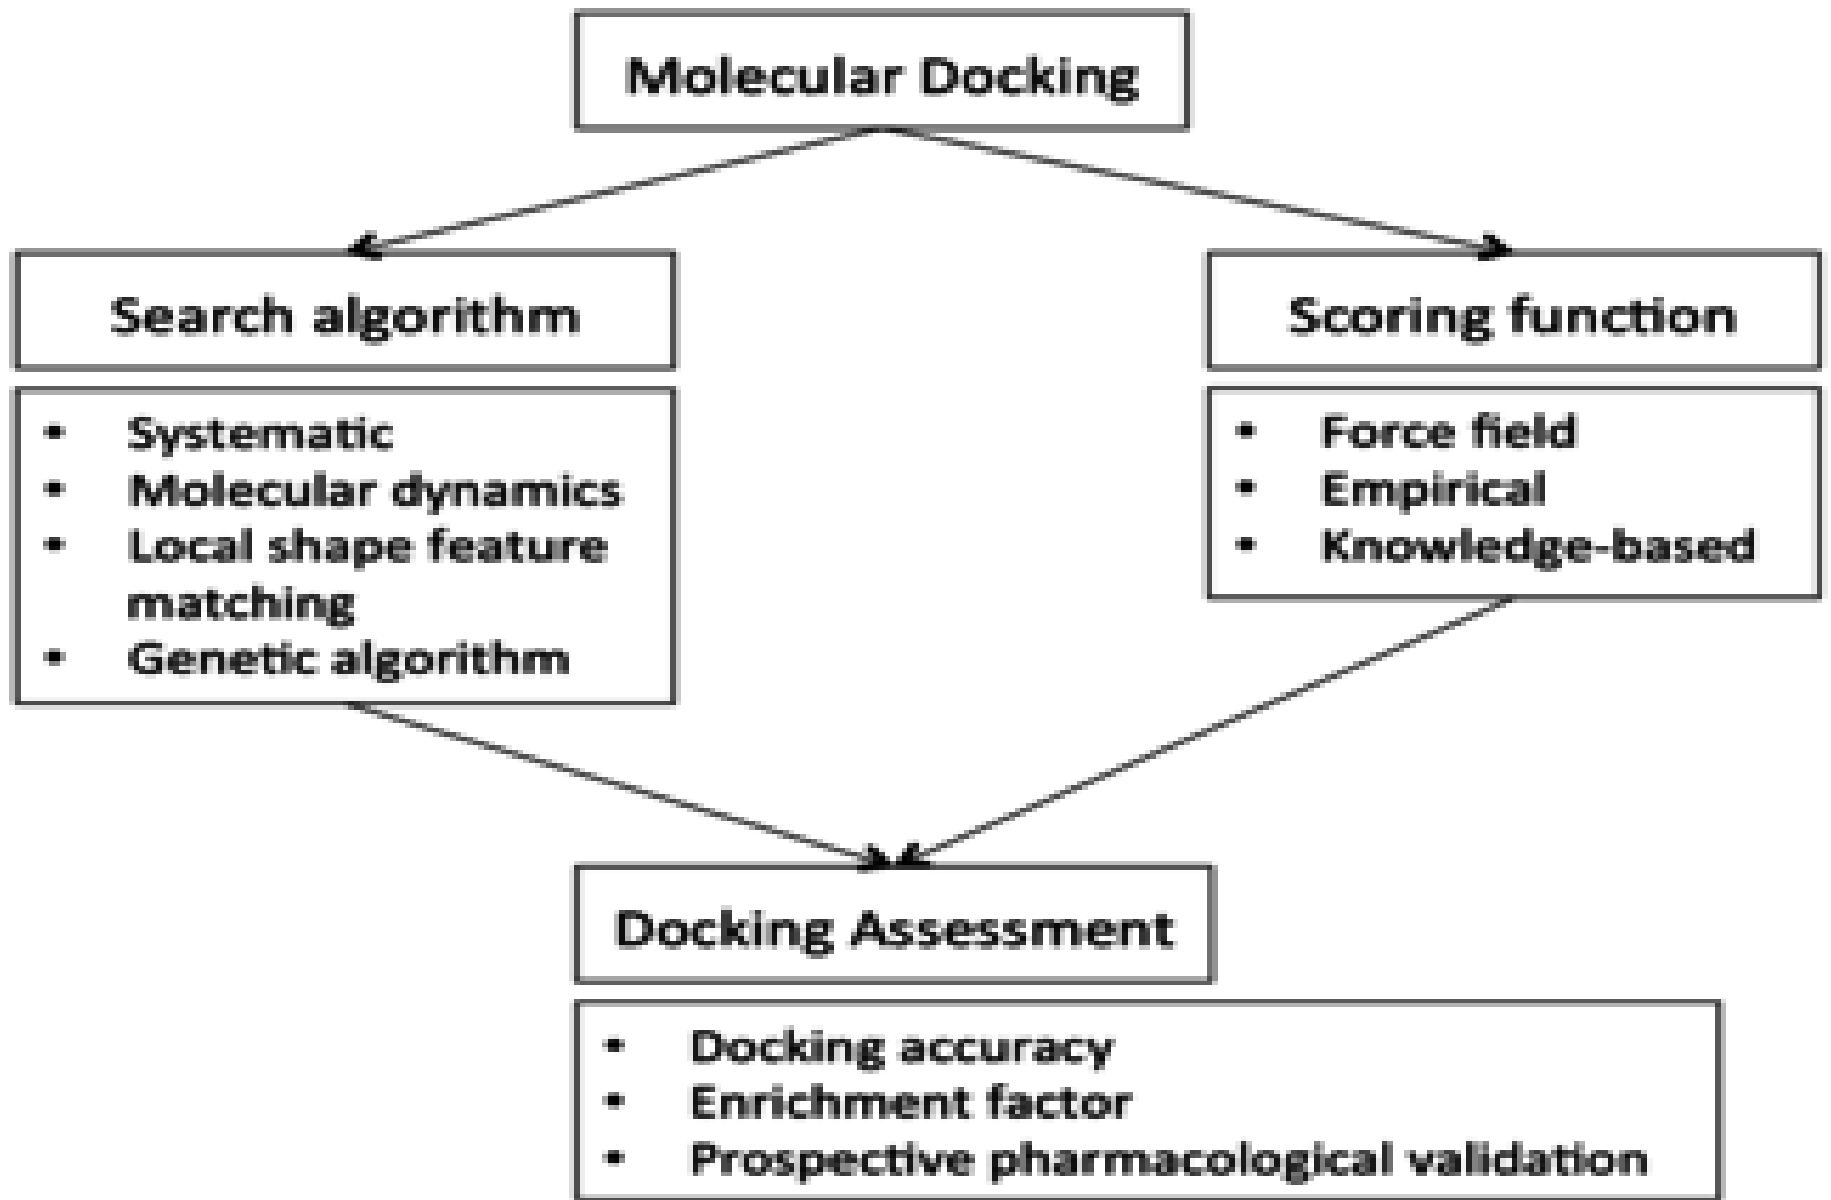 Molecular Docking
Search algorithm
• Systematic
• Molecular dynamics
• Local shape feature
matching
• Genetic algorithm
Scoring function
• Force field
• Empirical
• Knowledge-based
Docking Assessment
• Docking accuracy
• Enrichment factor
• Prospective pharmacological validation